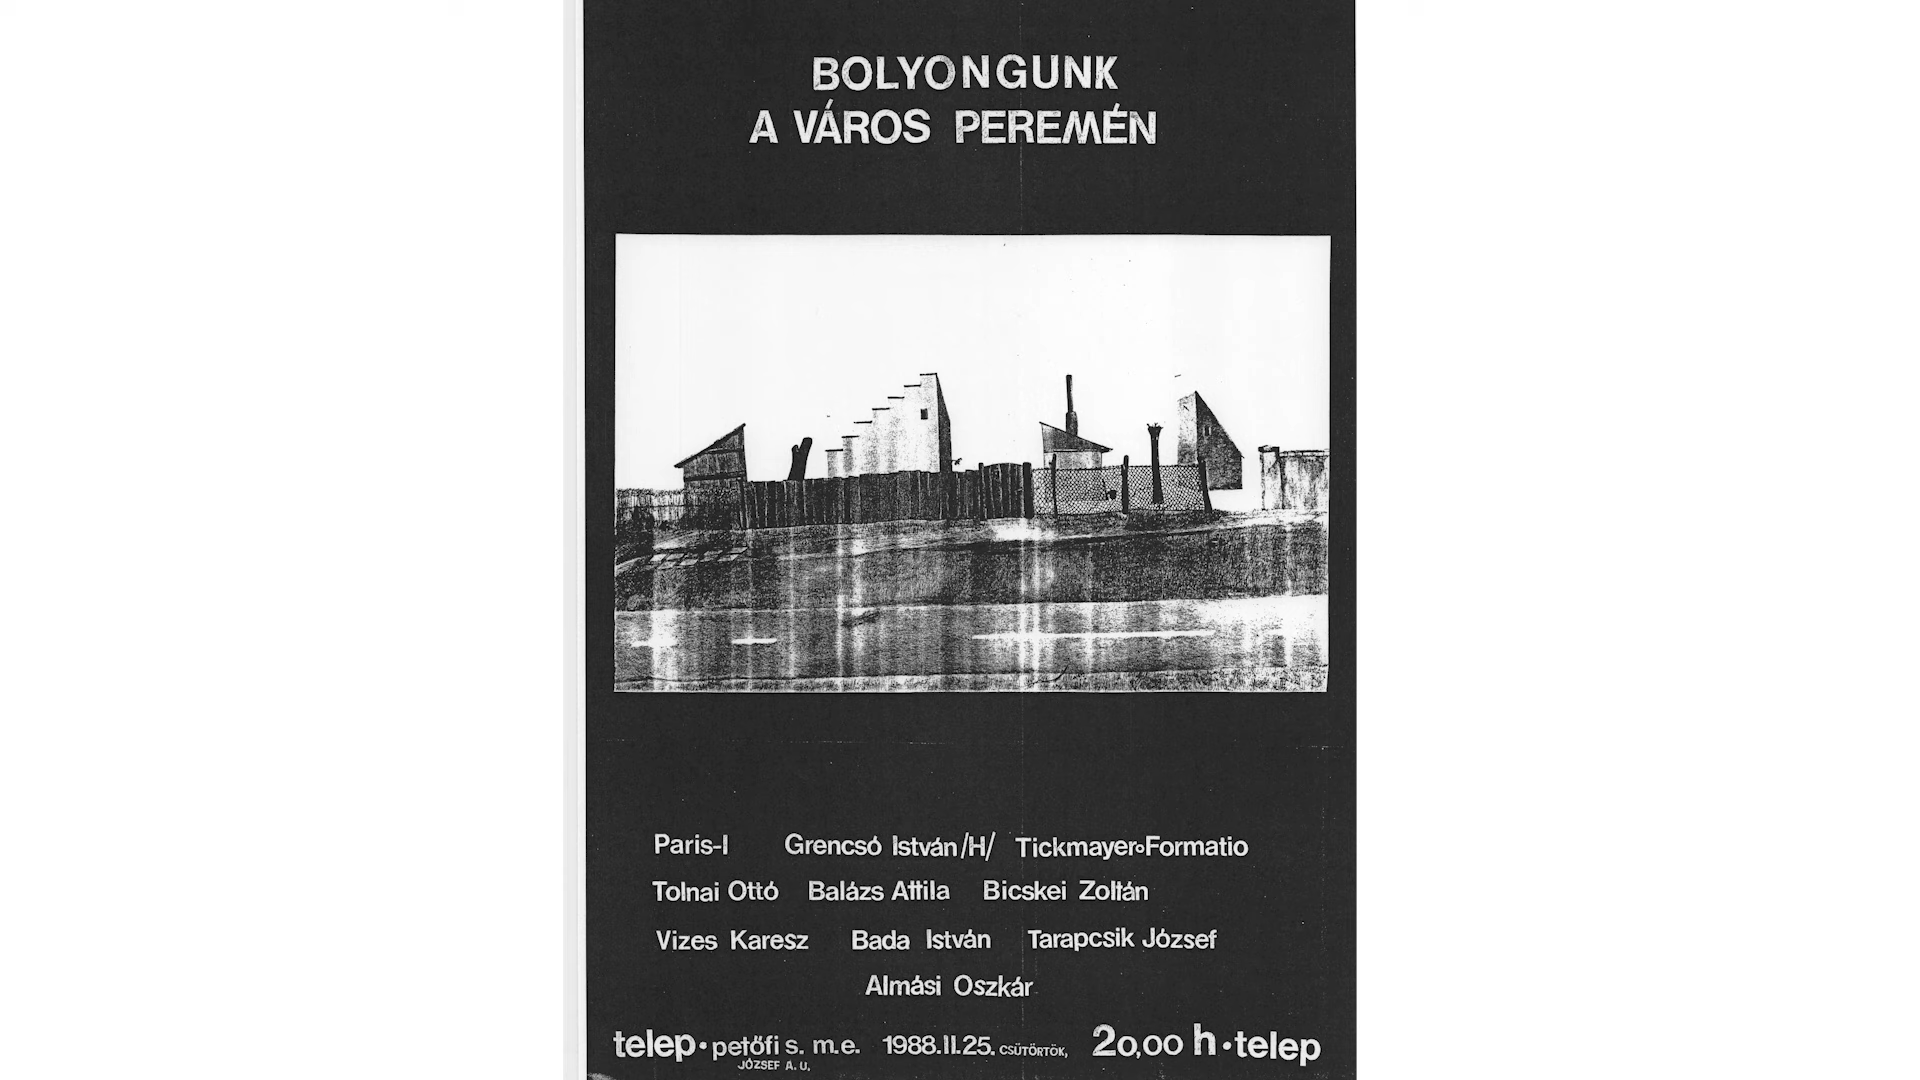 BOLYONGUNK
A VÁROS PEREMÉN
Paris-I Grencsó István /H/ Tickmayer∘Formatio
Tolnai Ottó Balázs Attila Bicskei Zoltán
Vizes Karesz Bada István Tarapcsik József
Almási Oszkár
telep • petőfi s. m.e. 1988.II.25. CSÜTÖRTÖK, 20,00 h • telep
JÓZSEF A. U.